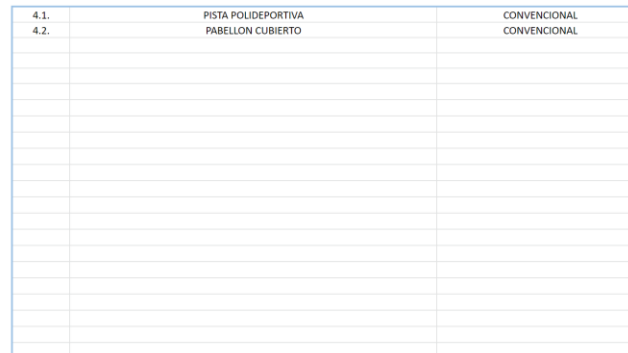 4.1. PISTA POLIDEPORTIVA CONVENCIONAL
4.2. PABELLON CUBIERTO CONVENCIONAL